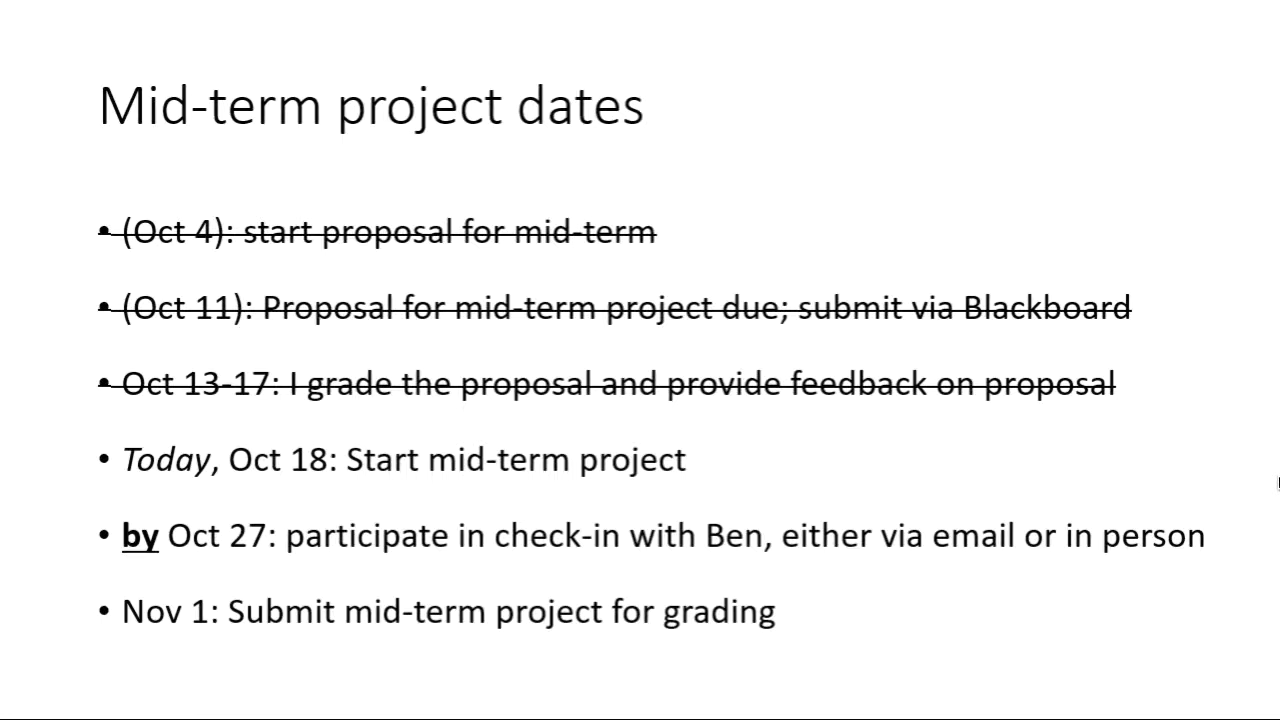 Mid-term project dates
• (Oct 4): start proposal for mid-term
• (Oct 11): Proposal for mid-term project due; submit via Blackboard
• Oct 13-17: I grade the proposal and provide feedback on proposal
• Today, Oct 18: Start mid-term project
• by Oct 27: participate in check-in with Ben, either via email or in person
• Nov 1: Submit mid-term project for grading